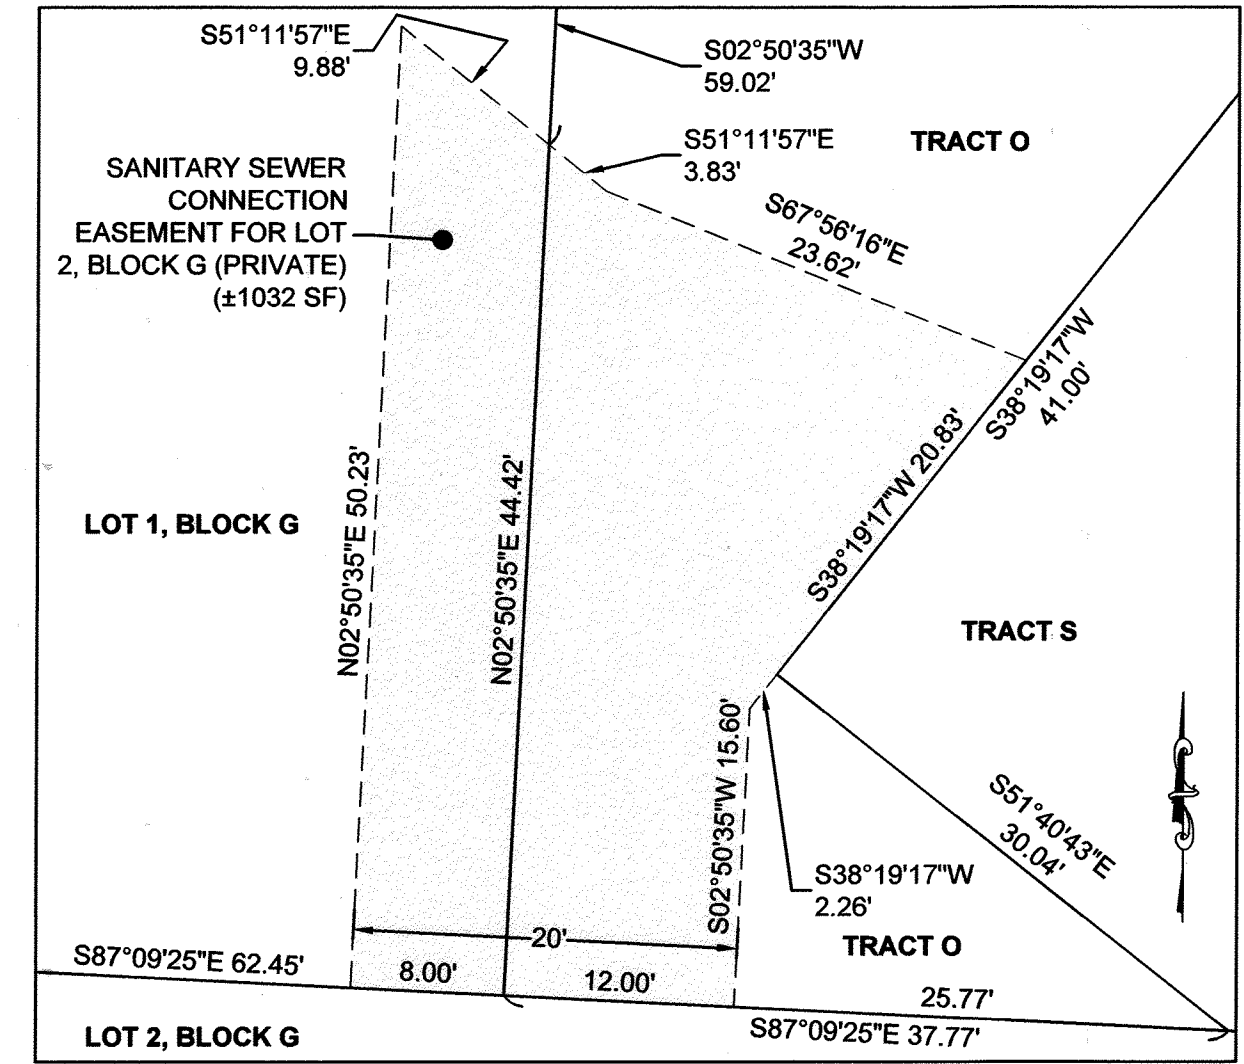 S51°11'57"E
9.88'
S02°50'35"W
59.02'
S51°11'57"E
3.83'
TRACT O
SANITARY SEWER
CONNECTION
EASEMENT FOR LOT
2, BLOCK G (PRIVATE)
(±1032 SF)
S67°56'16"E
23.62'
S38°19'17"W
41.00'
S38°19'17"W 20.83'
N02°50'35"E 50.23'
N02°50'35"E 44.42'
LOT 1, BLOCK G
TRACT S
S02°50'35"W 15.60'
S51°40'43"E
30.04'
S38°19'17"W
2.26'
20'
TRACT O
S87°09'25"E 62.45'
8.00'
12.00'
25.77'
S87°09'25"E 37.77'
LOT 2, BLOCK G